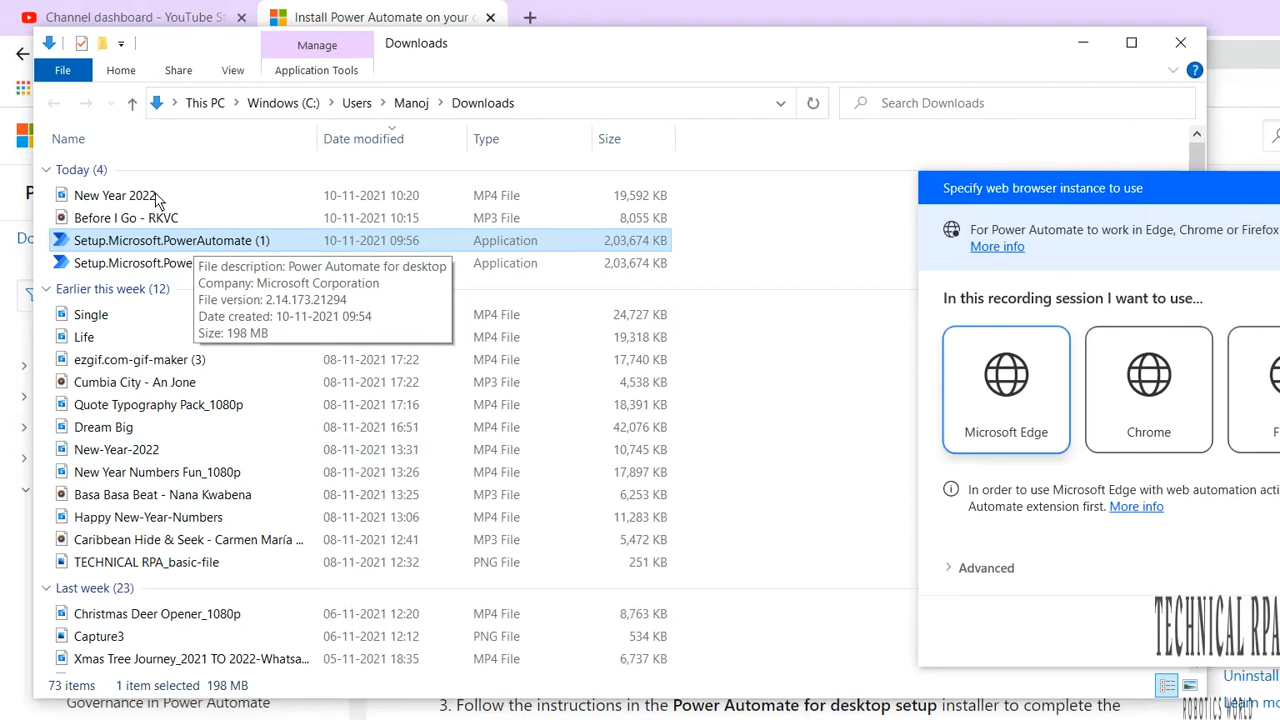 Channel dashboard - YouTube St
Install Power Automate on your c
Manage
Downloads
File
Home
Share
View
Application Tools
This PC
Windows (C:)
Users
Manoj
Downloads
Search Downloads
Name
Date modified
Type
Size
Today (4)
New Year 2022 10-11-2021 10:20 MP4 File 19,592 KB
Before I Go - RKVC 10-11-2021 10:15 MP3 File 8,055 KB
Setup.Microsoft.PowerAutomate (1) 10-11-2021 09:56 Application 2,03,674 KB
Setup.Microsoft.Powe Application 2,03,674 KB
File description: Power Automate for desktop
Company: Microsoft Corporation
File version: 2.14.173.21294
Date created: 10-11-2021 09:54
Size: 198 MB
Earlier this week (12)
Single MP4 File 24,727 KB
Life MP4 File 19,318 KB
ezgif.com-gif-maker (3) 08-11-2021 17:22 MP4 File 17,740 KB
Cumbia City - An Jone 08-11-2021 17:22 MP3 File 4,538 KB
Quote Typography Pack_1080p 08-11-2021 17:16 MP4 File 18,391 KB
Dream Big 08-11-2021 16:51 MP4 File 42,076 KB
New-Year-2022 08-11-2021 13:31 MP4 File 10,745 KB
New Year Numbers Fun_1080p 08-11-2021 13:26 MP4 File 17,897 KB
Basa Basa Beat - Nana Kwabena 08-11-2021 13:25 MP3 File 6,253 KB
Happy New-Year-Numbers 08-11-2021 13:06 MP4 File 11,283 KB
Caribbean Hide & Seek - Carmen María ... 08-11-2021 12:41 MP3 File 5,472 KB
TECHNICAL RPA_basic-file 08-11-2021 12:32 PNG File 251 KB
Last week (23)
Christmas Deer Opener_1080p 06-11-2021 12:20 MP4 File 8,763 KB
Capture3 06-11-2021 12:12 PNG File 534 KB
Xmas Tree Journey_2021 TO 2022-Whatsa... 05-11-2021 18:35 MP4 File 6,737 KB
73 items 1 item selected 198 MB
Specify web browser instance to use
For Power Automate to work in Edge, Chrome or Firefox
More info
In this recording session I want to use...
Microsoft Edge
Chrome
F
In order to use Microsoft Edge with web automation acti
Automate extension first. More info
Advanced
TECHNICAL RPA
ROBOTICS WORLD
Uninstall
Learn mo
Governance in Power Automate
3. Follow the instructions in the Power Automate for desktop setup installer to complete the